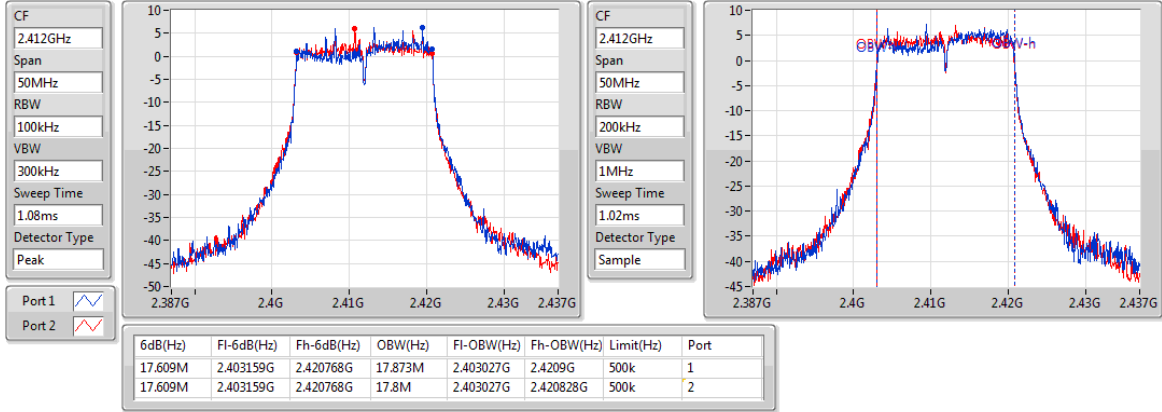 CF
2.412GHz
Span
50MHz
RBW
100kHz
VBW
300kHz
Sweep Time
1.08ms
Detector Type
Peak
Port 1
Port 2
10
5
0
-5
-10
-15
-20
-25
-30
-35
-40
-45
-50
2.387G 2.4G 2.41G 2.42G 2.43G 2.437G
CF
2.412GHz
Span
50MHz
RBW
200kHz
VBW
1MHz
Sweep Time
1.02ms
Detector Type
Sample
10
5
0
-5
-10
-15
-20
-25
-30
-35
-40
-45
2.387G 2.4G 2.41G 2.42G 2.43G 2.437G
6dB(Hz) Fl-6dB(Hz) Fh-6dB(Hz) OBW(Hz) Fl-OBW(Hz) Fh-OBW(Hz) Limit(Hz) Port
17.609M 2.403159G 2.420768G 17.873M 2.403027G 2.4209G 500k 1
17.609M 2.403159G 2.420768G 17.8M 2.403027G 2.420828G 500k 2